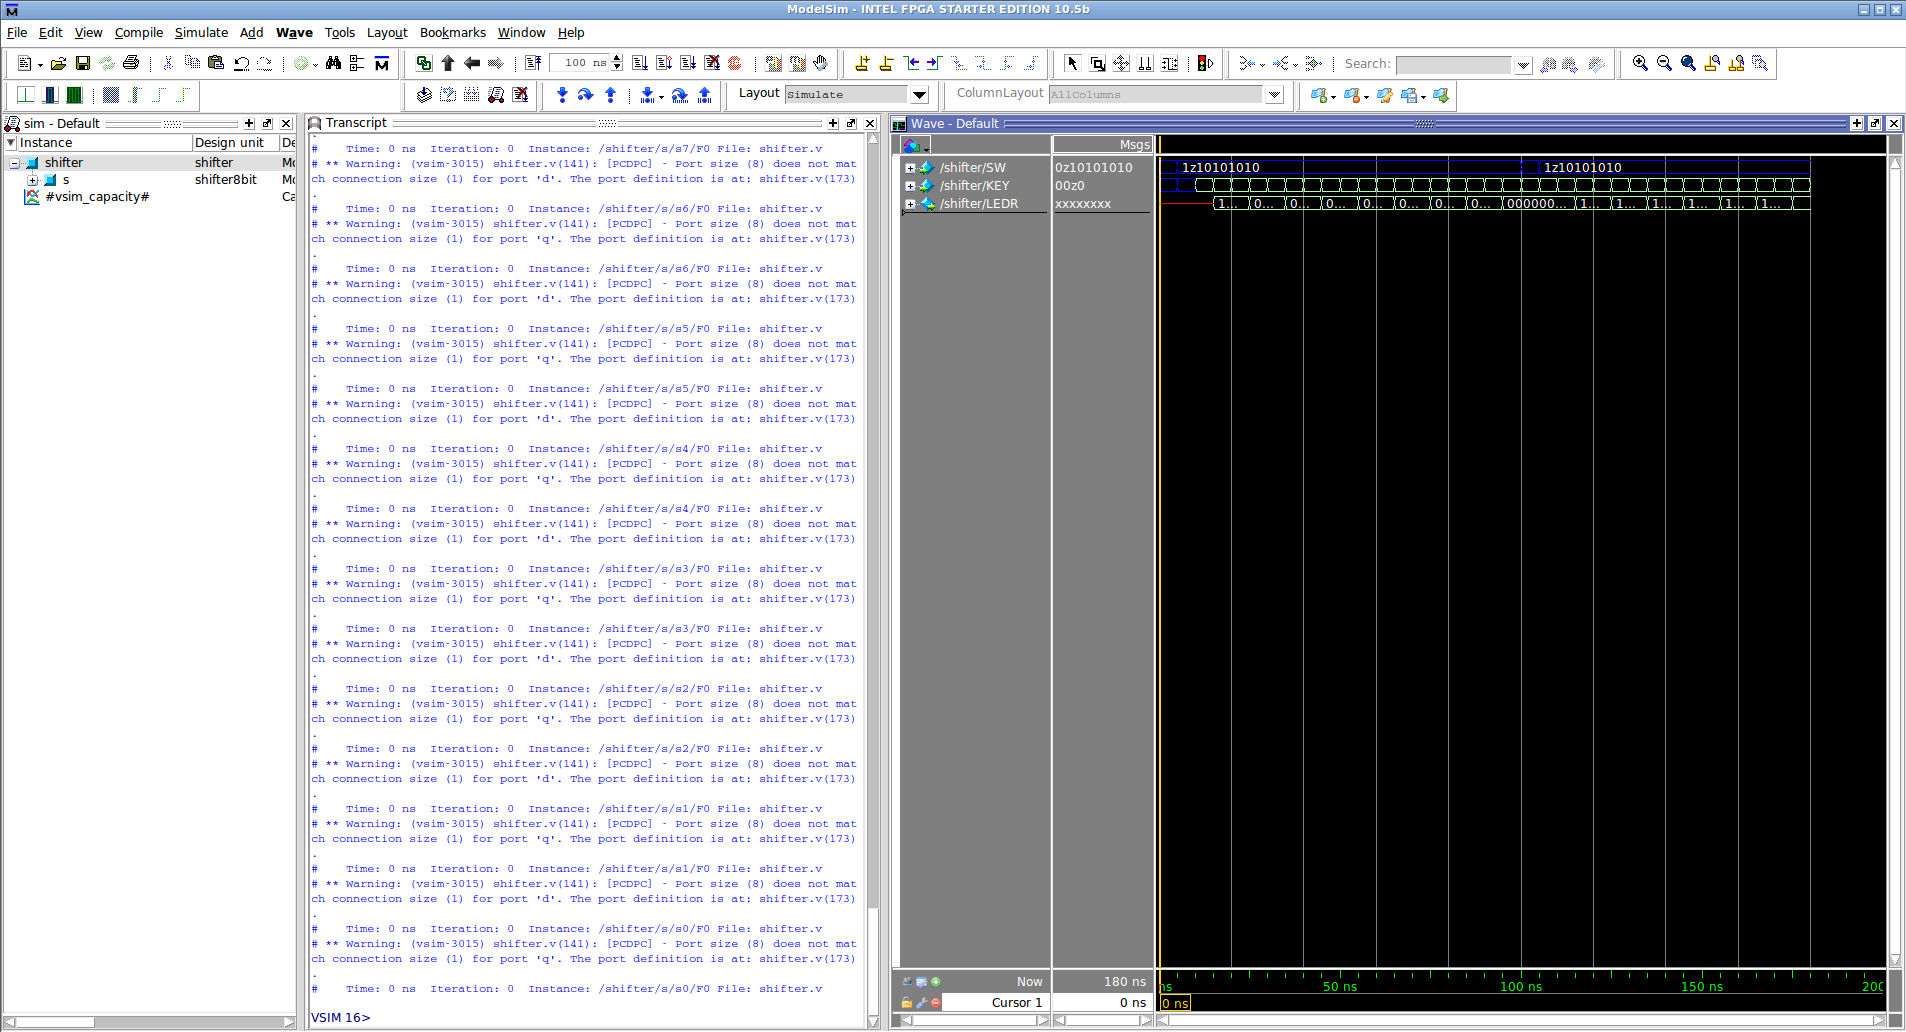 ModelSim - INTEL FPGA STARTER EDITION 10.5b
File Edit View Compile Simulate Add Wave Tools Layout Bookmarks Window Help
100 ns
Search:
Layout Simulate
ColumnLayout AllColumns
sim - Default
Instance Design unit De
shifter shifter Mo
s shifter8bit Mo
#vsim_capacity# Ca
Transcript
.
# Time: 0 ns Iteration: 0 Instance: /shifter/s/s7/F0 File: shifter.v
# ** Warning: (vsim-3015) shifter.v(141): [PCDPC] - Port size (8) does not mat
ch connection size (1) for port 'd'. The port definition is at: shifter.v(173)
.
# Time: 0 ns Iteration: 0 Instance: /shifter/s/s6/F0 File: shifter.v
# ** Warning: (vsim-3015) shifter.v(141): [PCDPC] - Port size (8) does not mat
ch connection size (1) for port 'q'. The port definition is at: shifter.v(173)
.
# Time: 0 ns Iteration: 0 Instance: /shifter/s/s6/F0 File: shifter.v
# ** Warning: (vsim-3015) shifter.v(141): [PCDPC] - Port size (8) does not mat
ch connection size (1) for port 'd'. The port definition is at: shifter.v(173)
.
# Time: 0 ns Iteration: 0 Instance: /shifter/s/s5/F0 File: shifter.v
# ** Warning: (vsim-3015) shifter.v(141): [PCDPC] - Port size (8) does not mat
ch connection size (1) for port 'q'. The port definition is at: shifter.v(173)
.
# Time: 0 ns Iteration: 0 Instance: /shifter/s/s5/F0 File: shifter.v
# ** Warning: (vsim-3015) shifter.v(141): [PCDPC] - Port size (8) does not mat
ch connection size (1) for port 'd'. The port definition is at: shifter.v(173)
.
# Time: 0 ns Iteration: 0 Instance: /shifter/s/s4/F0 File: shifter.v
# ** Warning: (vsim-3015) shifter.v(141): [PCDPC] - Port size (8) does not mat
ch connection size (1) for port 'q'. The port definition is at: shifter.v(173)
.
# Time: 0 ns Iteration: 0 Instance: /shifter/s/s4/F0 File: shifter.v
# ** Warning: (vsim-3015) shifter.v(141): [PCDPC] - Port size (8) does not mat
ch connection size (1) for port 'd'. The port definition is at: shifter.v(173)
.
# Time: 0 ns Iteration: 0 Instance: /shifter/s/s3/F0 File: shifter.v
# ** Warning: (vsim-3015) shifter.v(141): [PCDPC] - Port size (8) does not mat
ch connection size (1) for port 'q'. The port definition is at: shifter.v(173)
.
# Time: 0 ns Iteration: 0 Instance: /shifter/s/s3/F0 File: shifter.v
# ** Warning: (vsim-3015) shifter.v(141): [PCDPC] - Port size (8) does not mat
ch connection size (1) for port 'd'. The port definition is at: shifter.v(173)
.
# Time: 0 ns Iteration: 0 Instance: /shifter/s/s2/F0 File: shifter.v
# ** Warning: (vsim-3015) shifter.v(141): [PCDPC] - Port size (8) does not mat
ch connection size (1) for port 'q'. The port definition is at: shifter.v(173)
.
# Time: 0 ns Iteration: 0 Instance: /shifter/s/s2/F0 File: shifter.v
# ** Warning: (vsim-3015) shifter.v(141): [PCDPC] - Port size (8) does not mat
ch connection size (1) for port 'd'. The port definition is at: shifter.v(173)
.
# Time: 0 ns Iteration: 0 Instance: /shifter/s/s1/F0 File: shifter.v
# ** Warning: (vsim-3015) shifter.v(141): [PCDPC] - Port size (8) does not mat
ch connection size (1) for port 'q'. The port definition is at: shifter.v(173)
.
# Time: 0 ns Iteration: 0 Instance: /shifter/s/s1/F0 File: shifter.v
# ** Warning: (vsim-3015) shifter.v(141): [PCDPC] - Port size (8) does not mat
ch connection size (1) for port 'd'. The port definition is at: shifter.v(173)
.
# Time: 0 ns Iteration: 0 Instance: /shifter/s/s0/F0 File: shifter.v
# ** Warning: (vsim-3015) shifter.v(141): [PCDPC] - Port size (8) does not mat
ch connection size (1) for port 'q'. The port definition is at: shifter.v(173)
.
# Time: 0 ns Iteration: 0 Instance: /shifter/s/s0/F0 File: shifter.v
VSIM 16>
Wave - Default
Msgs
/shifter/SW 0z10101010 1z10101010 1z10101010
/shifter/KEY 00z0
/shifter/LEDR xxxxxxxx 1... 0... 0... 0... 0... 0... 0... 0... 000000... 1... 1... 1... 1... 1... 1...
Now 180 ns ns 50 ns 100 ns 150 ns 200
Cursor 1 0 ns 0 ns